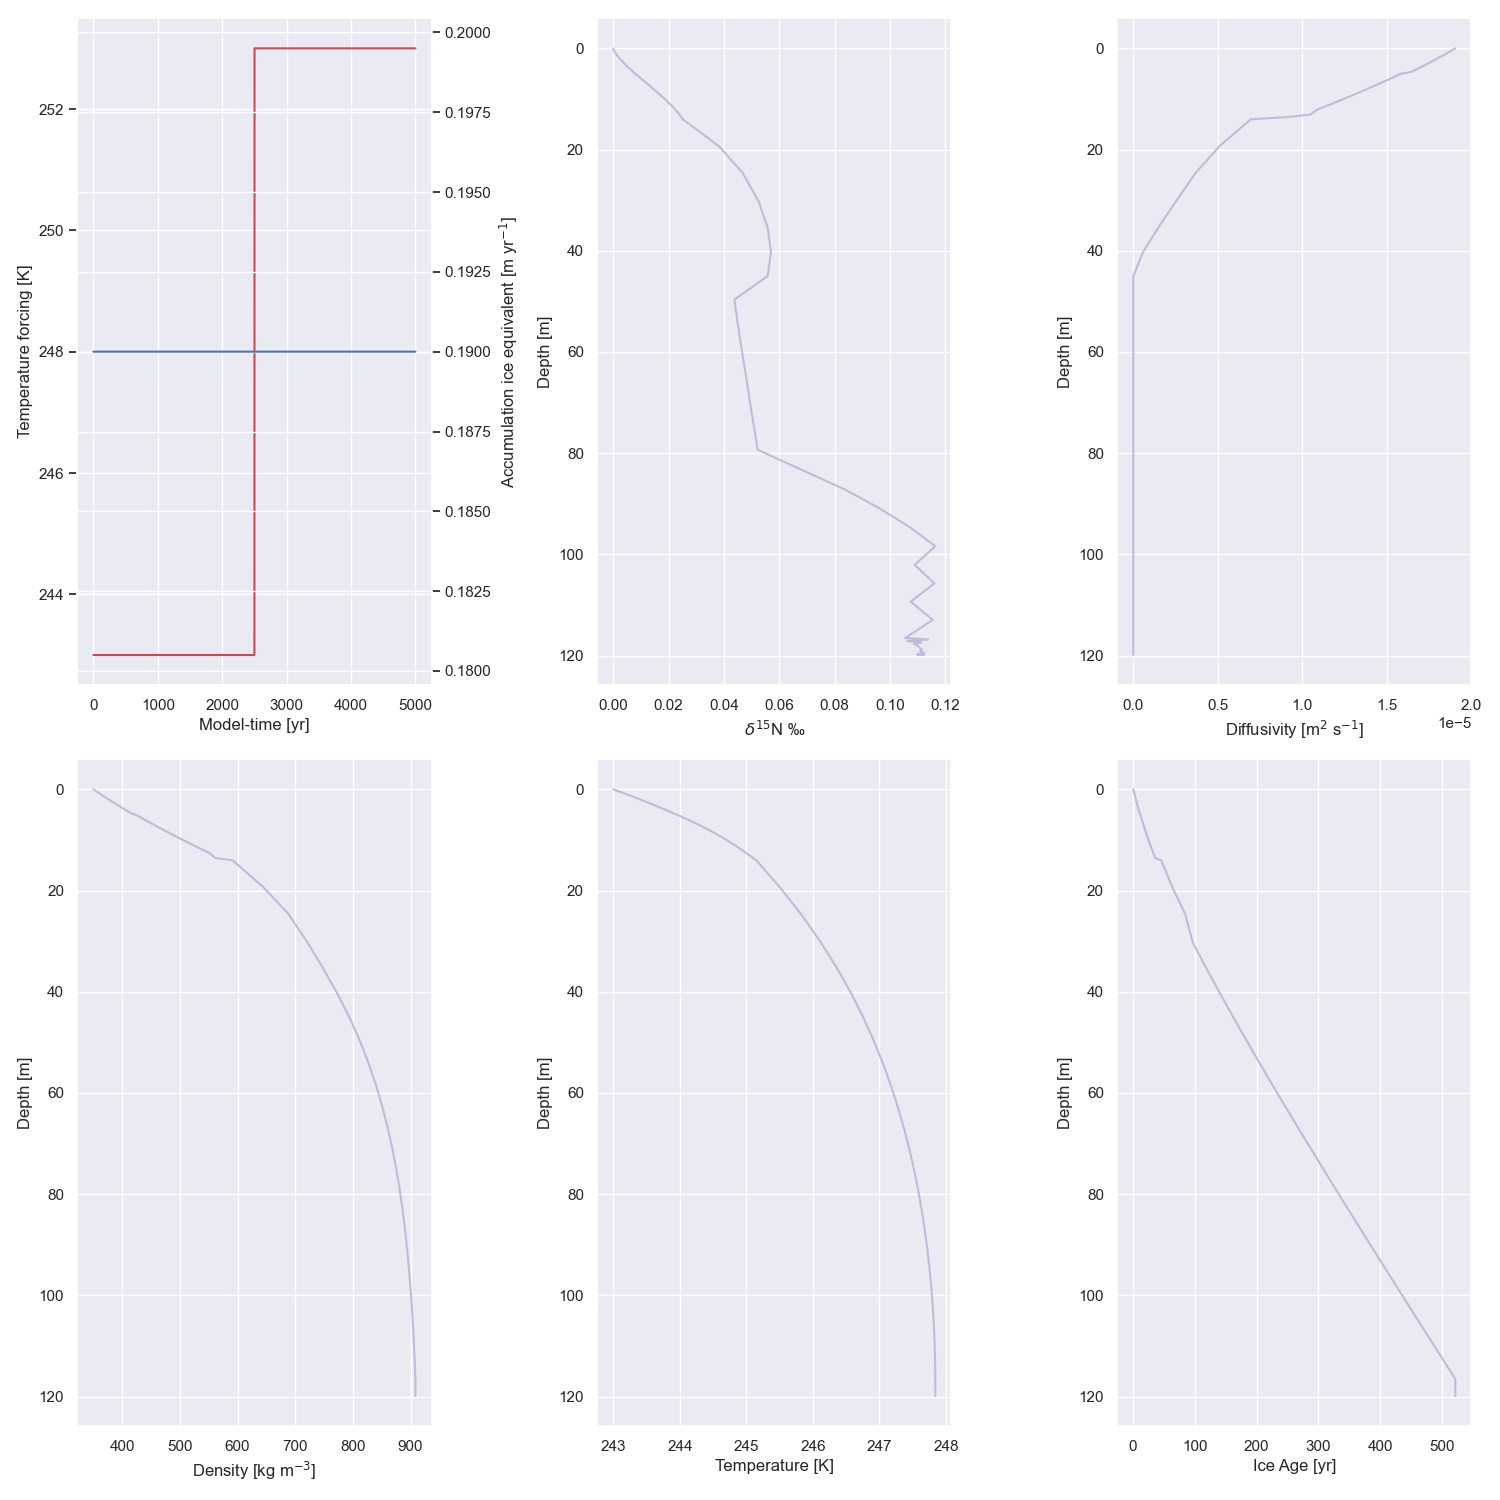 252
250
248
246
244
Temperature forcing [K]
0 1000 2000 3000 4000 5000
Model-time [yr]
0.2000
0.1975
0.1950
0.1925
0.1900
0.1875
0.1850
0.1825
0.1800
Accumulation ice equivalent [m yr⁻¹]
0
20
40
60
80
100
120
Depth [m]
0.00 0.02 0.04 0.06 0.08 0.10 0.12
δ¹⁵N ‰
0
20
40
60
80
100
120
Depth [m]
0.0 0.5 1.0 1.5 2.0
1e−5
Diffusivity [m² s⁻¹]
0
20
40
60
80
100
120
Depth [m]
400 500 600 700 800 900
Density [kg m⁻³]
0
20
40
60
80
100
120
Depth [m]
243 244 245 246 247 248
Temperature [K]
0
20
40
60
80
100
120
Depth [m]
0 100 200 300 400 500
Ice Age [yr]